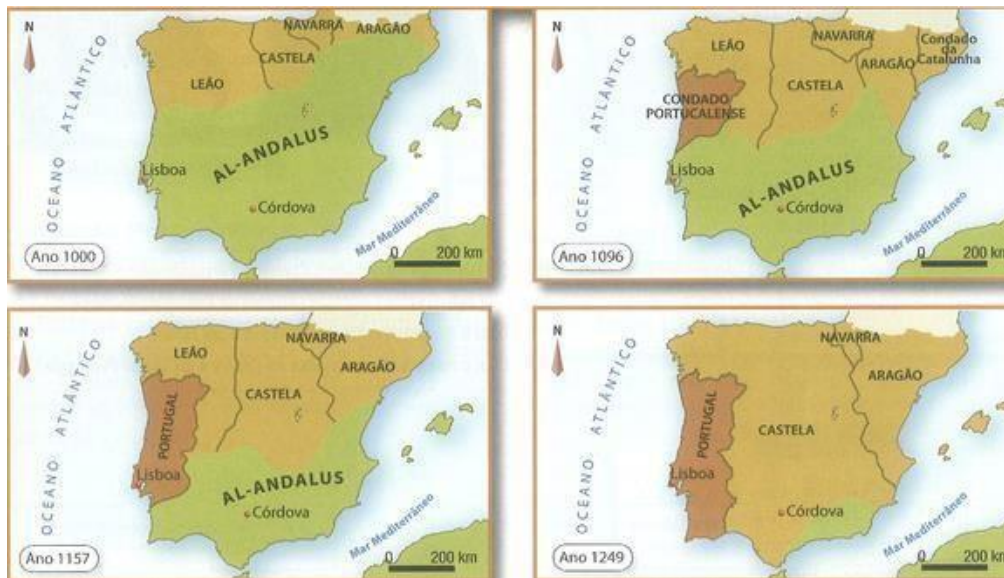 N
OCEANO ATLÂNTICO
LEÃO
CASTELA
NAVARRA
ARAGÃO
AL-ANDALUS
Lisboa
Córdova
Mar Mediterrâneo
Ano 1000
0 200 km
N
OCEANO ATLÂNTICO
LEÃO
NAVARRA
CASTELA
ARAGÃO
Condado
da
Catalunha
CONDADO
PORTUCALENSE
AL-ANDALUS
Lisboa
Córdova
Mar Mediterrâneo
Ano 1096
0 200 km
N
OCEANO ATLÂNTICO
LEÃO
NAVARRA
CASTELA
ARAGÃO
PORTUGAL
Lisboa
AL-ANDALUS
Córdova
Mar Mediterrâneo
Ano 1157
0 200 km
N
OCEANO ATLÂNTICO
NAVARRA
ARAGÃO
CASTELA
PORTUGAL
Lisboa
Córdova
Mar Mediterrâneo
Ano 1249
0 200 km